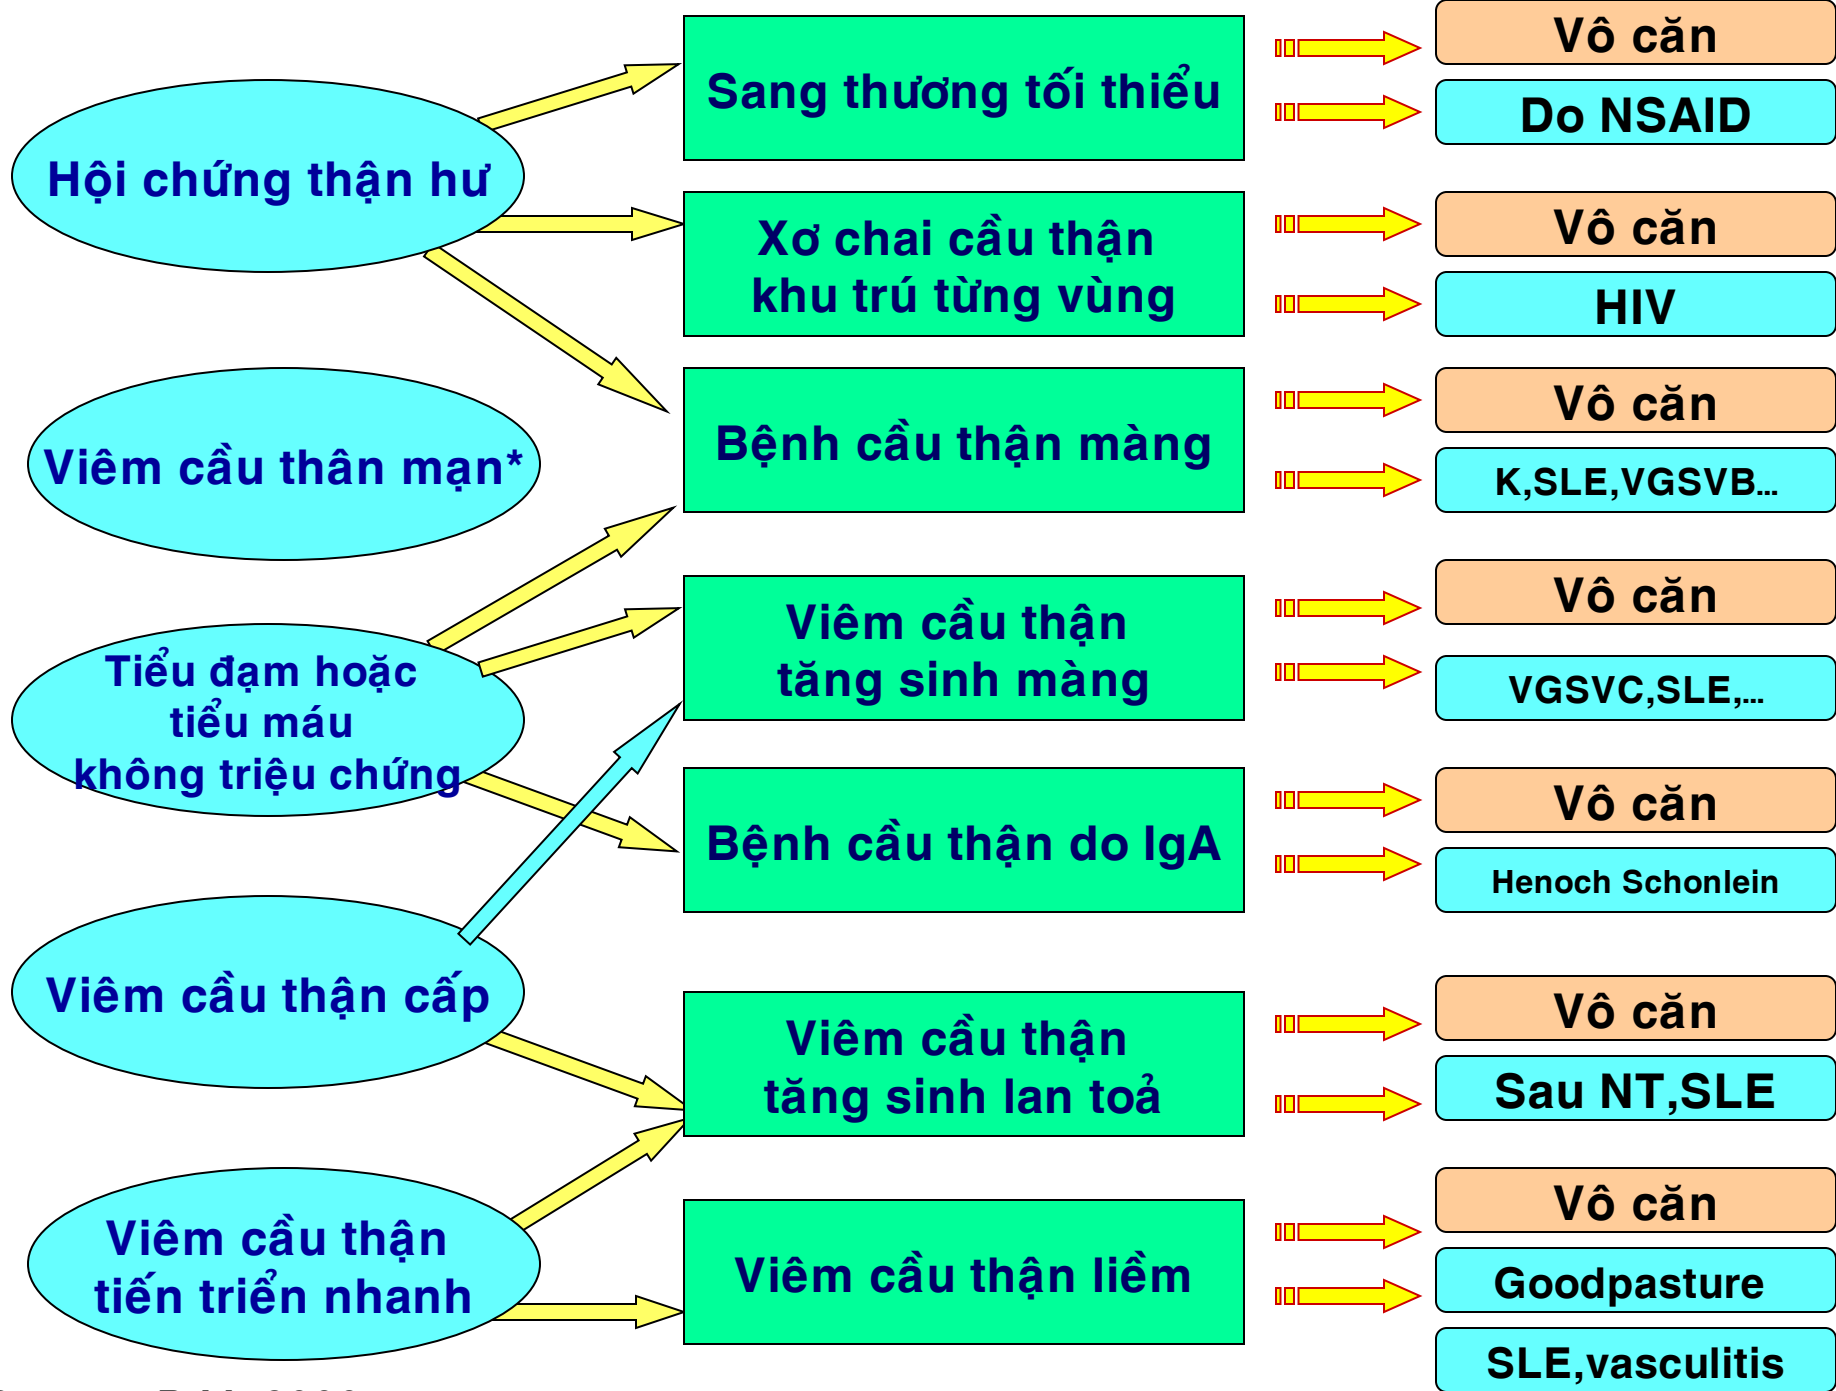 Hội chứng thận hư
Viêm cầu thân mạn*
Tiểu đạm hoặc
tiểu máu
không triệu chứng
Viêm cầu thận cấp
Viêm cầu thận
tiến triển nhanh
Sang thương tối thiểu
Xơ chai cầu thận
khu trú từng vùng
Bệnh cầu thận màng
Viêm cầu thận
tăng sinh màng
Bệnh cầu thận do IgA
Viêm cầu thận
tăng sinh lan toả
Viêm cầu thận liềm
Vô căn
Do NSAID
Vô căn
HIV
Vô căn
K,SLE,VGSVB...
Vô căn
VGSVC,SLE,...
Vô căn
Henoch Schonlein
Vô căn
Sau NT,SLE
Vô căn
Goodpasture
SLE,vasculitis